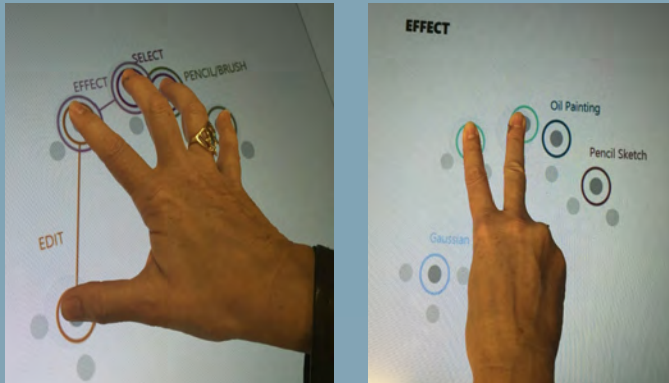 SELECT
EFFECT
PENCIL/BRUSH
EDIT
EFFECT
Oil Painting
Pencil Sketch
Gaussian